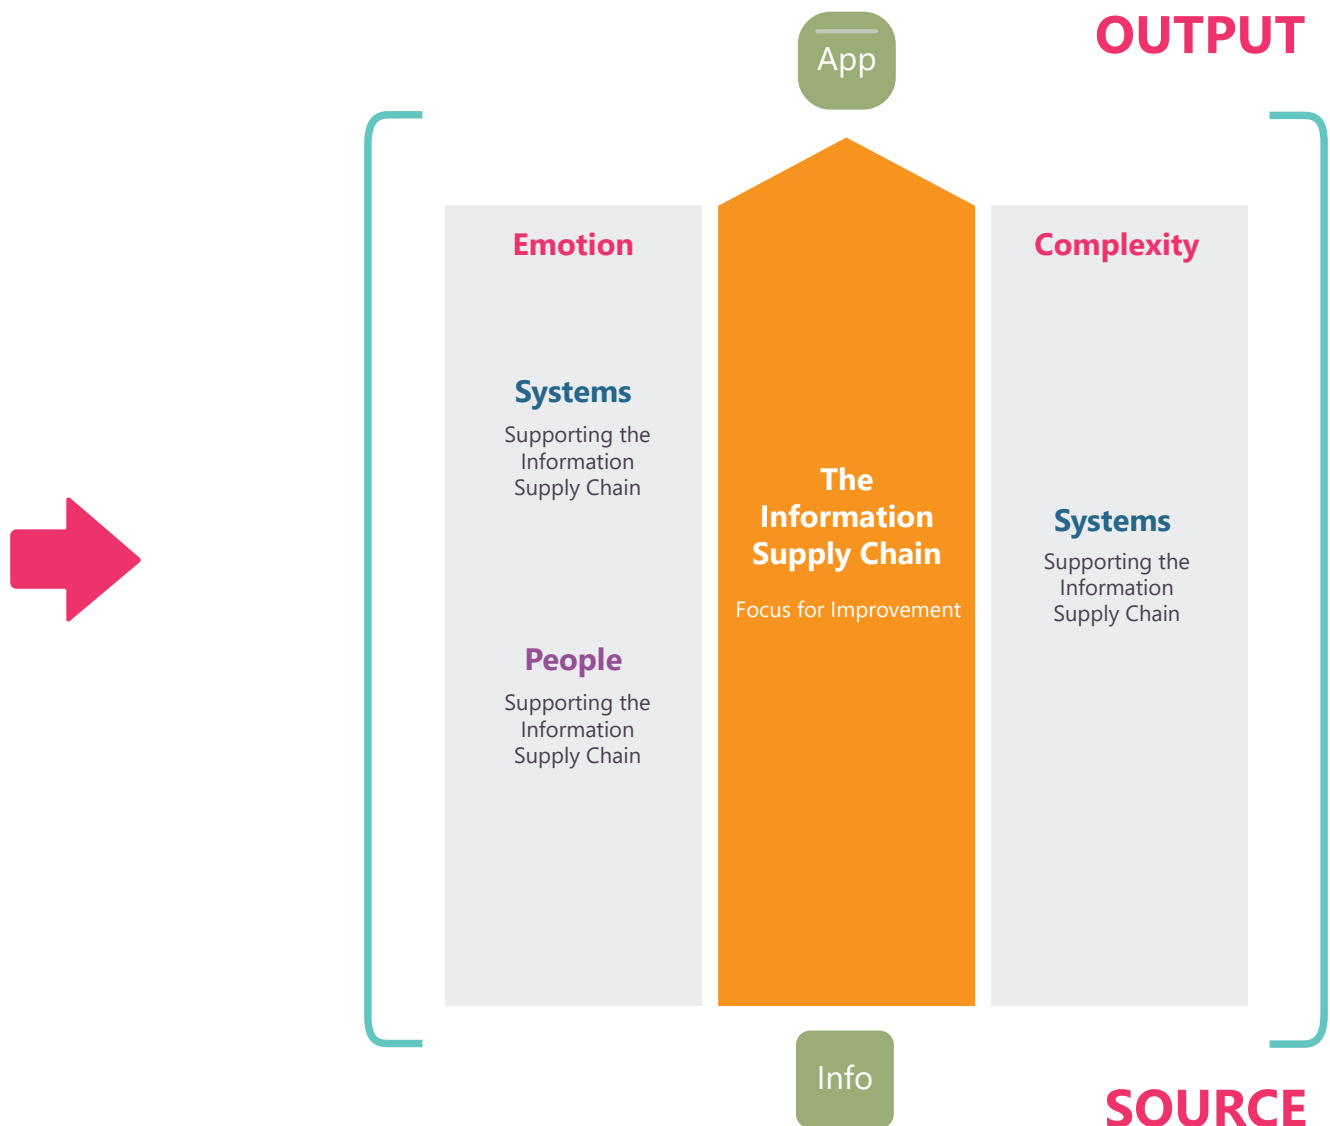 App
OUTPUT
Emotion
Systems
Supporting the
Information
Supply Chain
People
Supporting the
Information
Supply Chain
The
Information
Supply Chain
Focus for Improvement
Complexity
Systems
Supporting the
Information
Supply Chain
Info
SOURCE